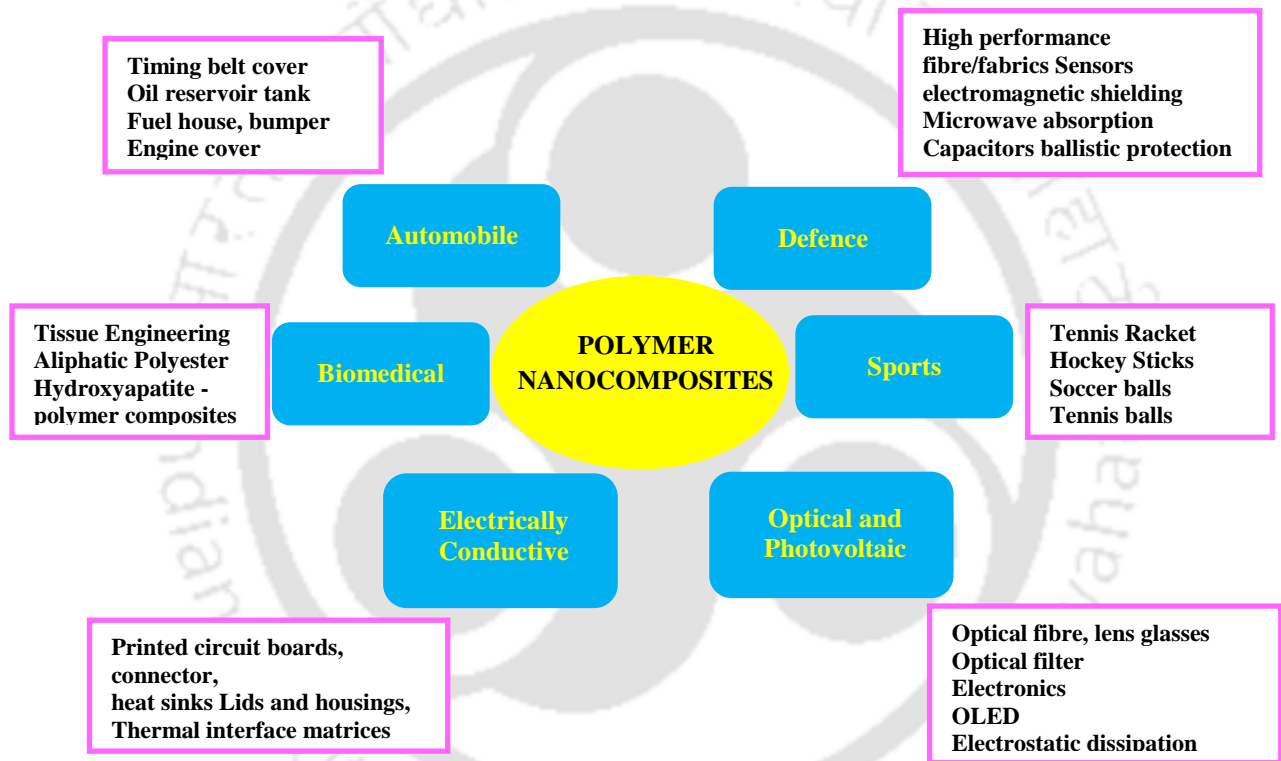 Timing belt cover
Oil reservoir tank
Fuel house, bumper
Engine cover
High performance
fibre/fabrics Sensors
electromagnetic shielding
Microwave absorption
Capacitors ballistic protection
Automobile
Defence
Tissue Engineering
Aliphatic Polyester
Hydroxyapatite -
polymer composites
Biomedical
POLYMER
NANOCOMPOSITES
Sports
Tennis Racket
Hockey Sticks
Soccer balls
Tennis balls
Electrically
Conductive
Optical and
Photovoltaic
Printed circuit boards,
connector,
heat sinks Lids and housings,
Thermal interface matrices
Optical fibre, lens glasses
Optical filter
Electronics
OLED
Electrostatic dissipation